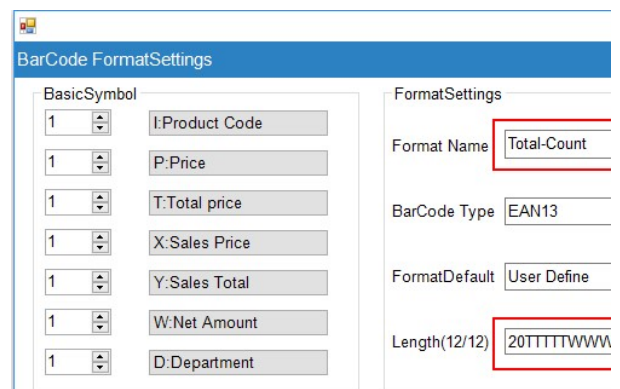 BarCode FormatSettings
BasicSymbol
1 I:Product Code
1 P:Price
1 T:Total price
1 X:Sales Price
1 Y:Sales Total
1 W:Net Amount
1 D:Department
FormatSettings
Format Name Total-Count
BarCode Type EAN13
FormatDefault User Define
Length(12/12) 20TTTTTWWW